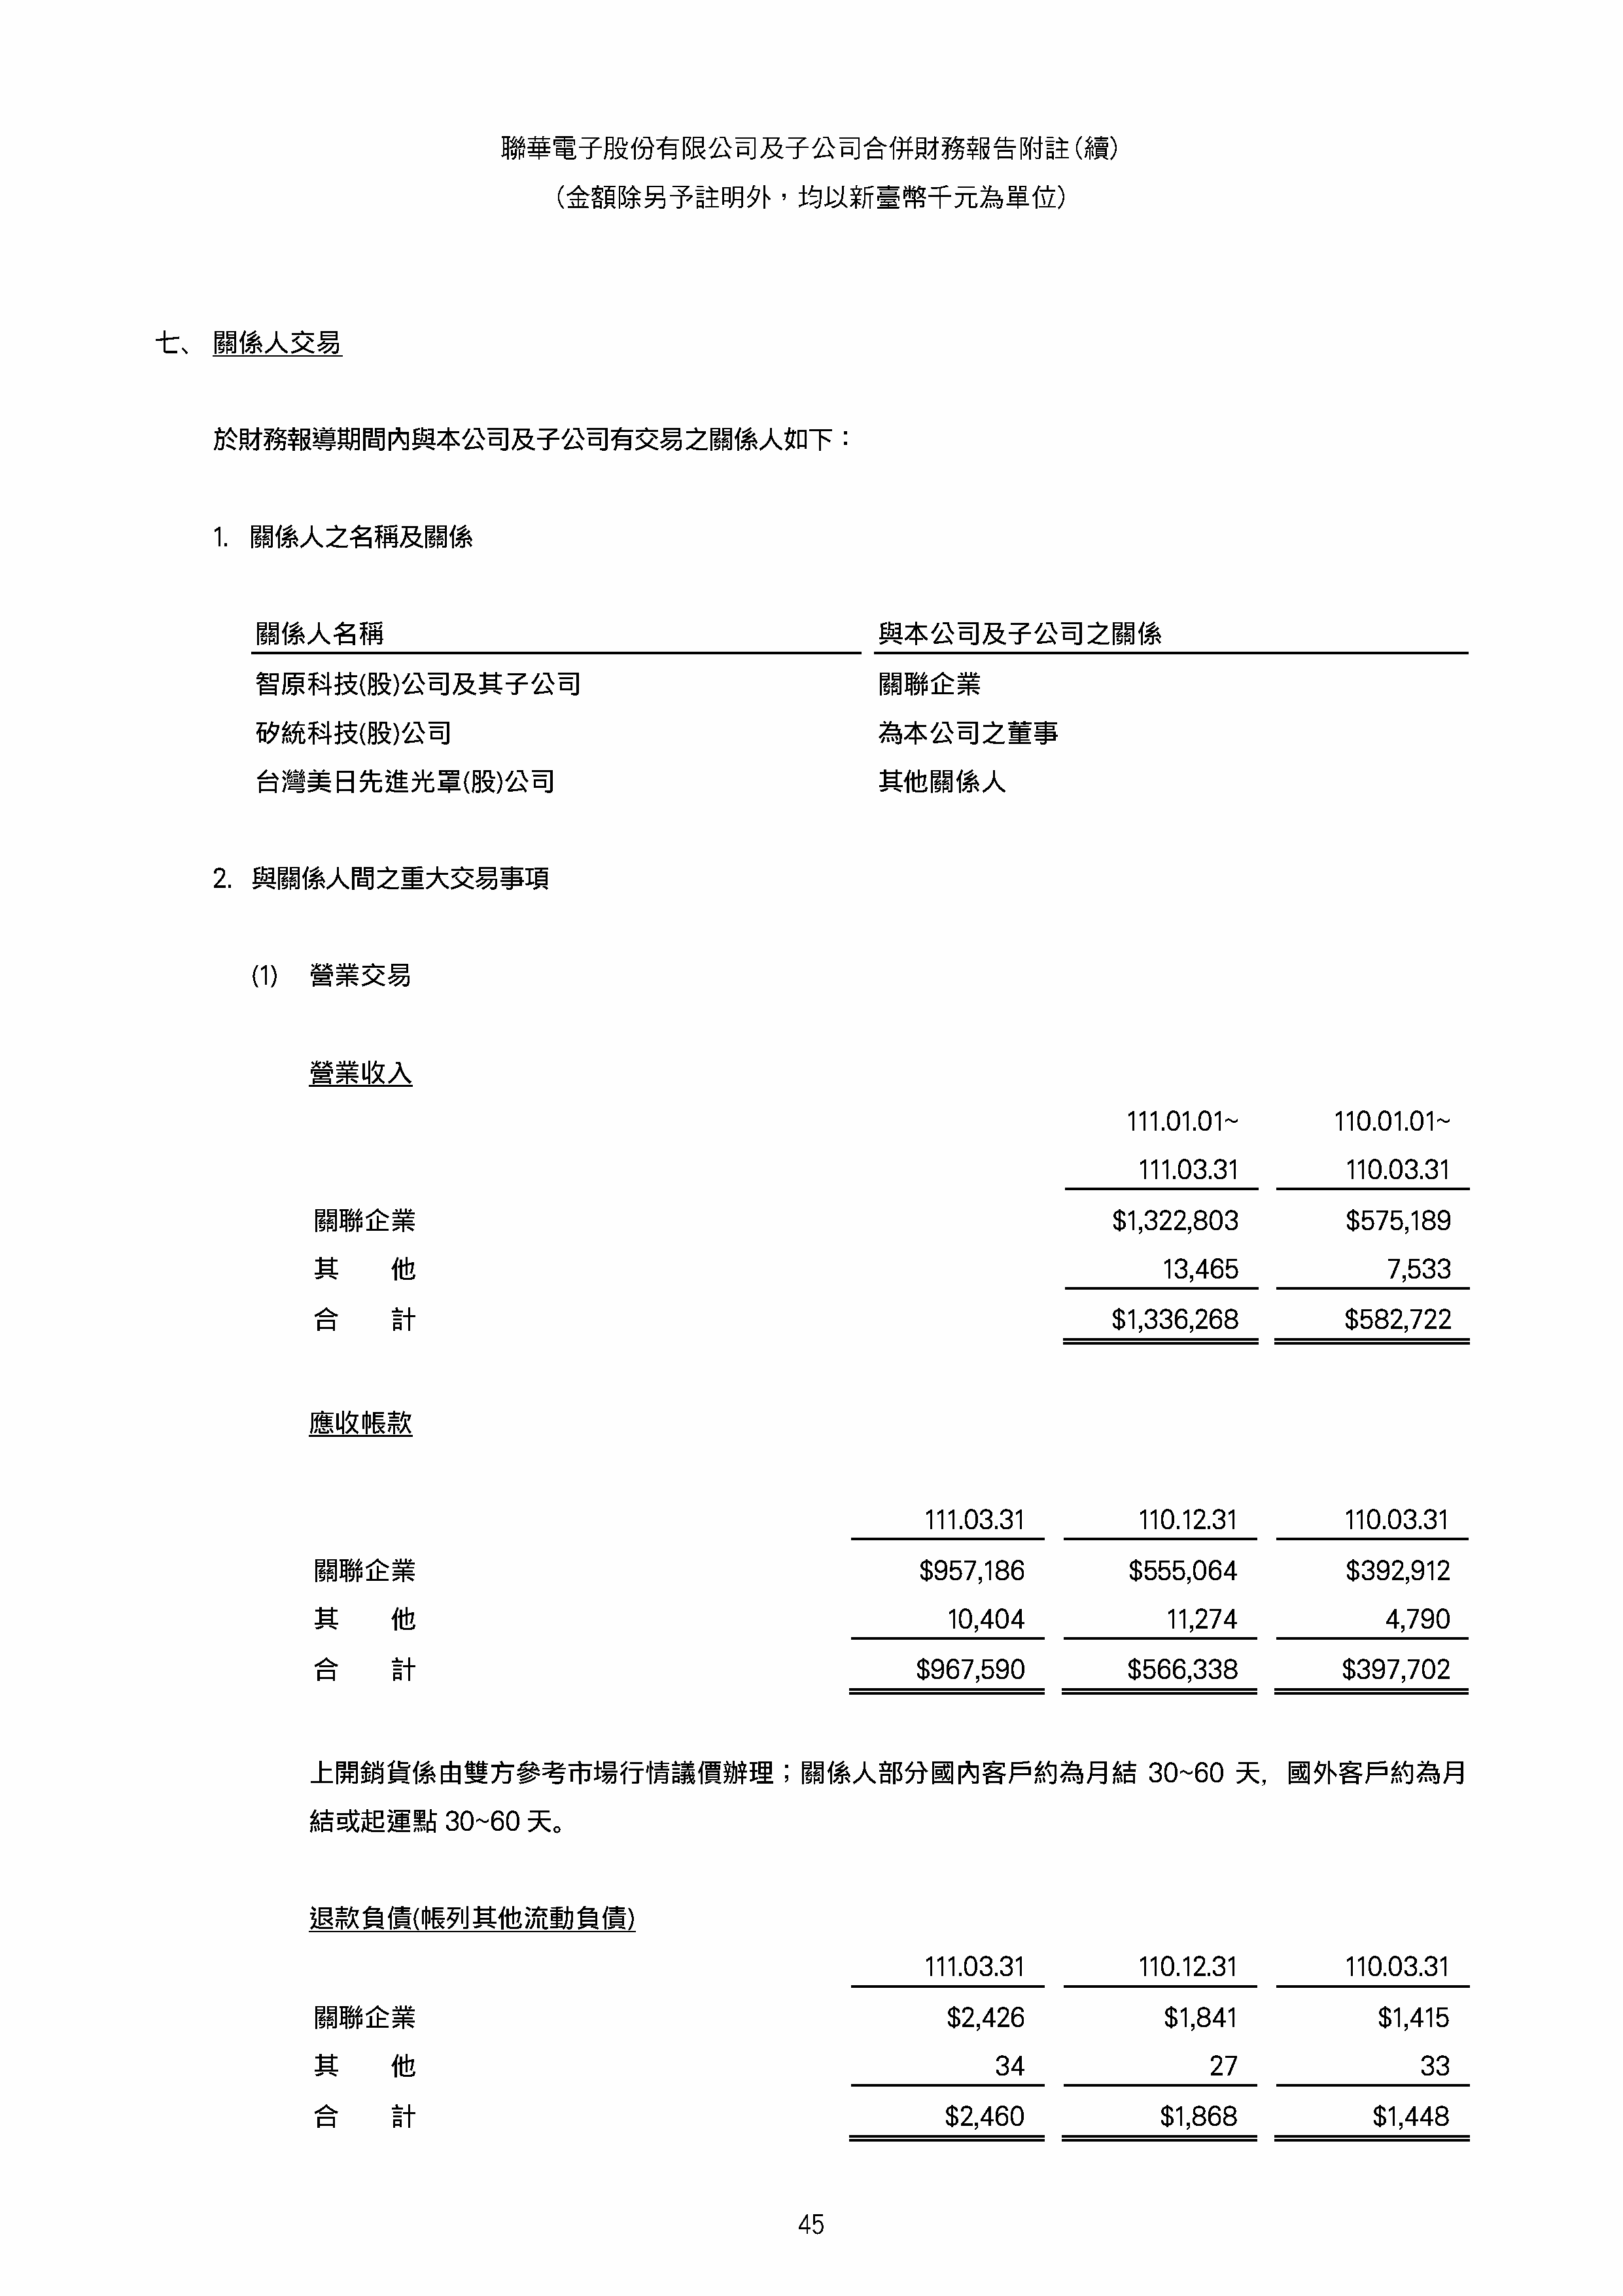 聯華電子股份有限公司及子公司合併財務報告附註(續)
(金額除另予註明外，均以新臺幣千元為單位)
七、 關係人交易
於財務報導期間內與本公司及子公司有交易之關係人如下：
1. 關係人之名稱及關係
關係人名稱 與本公司及子公司之關係
智原科技(股)公司及其子公司 關聯企業
矽統科技(股)公司 為本公司之董事
台灣美日先進光罩(股)公司 其他關係人
2. 與關係人間之重大交易事項
(1) 營業交易
營業收入
111.01.01~ 110.01.01~
111.03.31 110.03.31
關聯企業 $1,322,803 $575,189
其 他 13,465 7,533
合 計 $1,336,268 $582,722
應收帳款
111.03.31 110.12.31 110.03.31
關聯企業 $957,186 $555,064 $392,912
其 他 10,404 11,274 4,790
合 計 $967,590 $566,338 $397,702
上開銷貨係由雙方參考市場行情議價辦理；關係人部分國內客戶約為月結 30~60 天，國外客戶約為月
結或起運點 30~60 天。
退款負債(帳列其他流動負債)
111.03.31 110.12.31 110.03.31
關聯企業 $2,426 $1,841 $1,415
其 他 34 27 33
合 計 $2,460 $1,868 $1,448
45